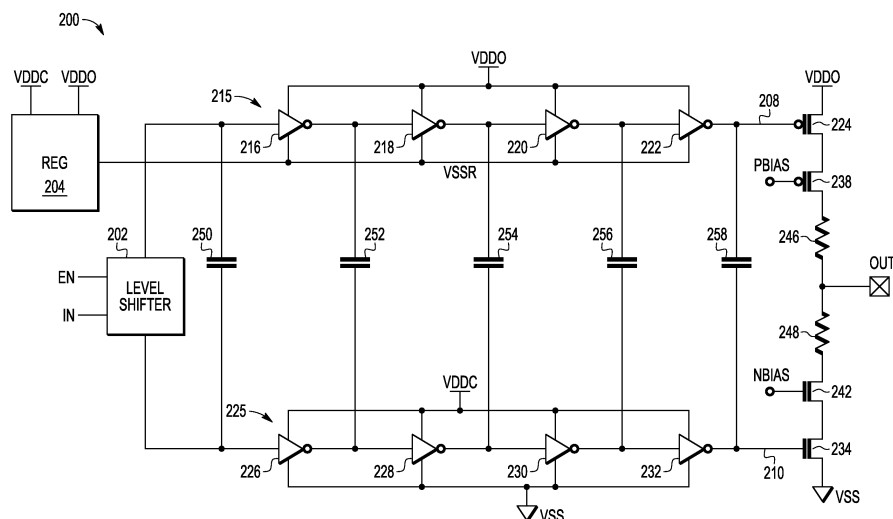 200
VDDC VDDO
VDDO
VDDO
215
208
216
218
220
222
224
REG
204
VSSR
PBIAS
238
202
250
252
254
256
258
246
EN
LEVEL
SHIFTER
IN
OUT
248
VDDC
NBIAS
242
225
226
228
230
232
234
210
VSS
VSS